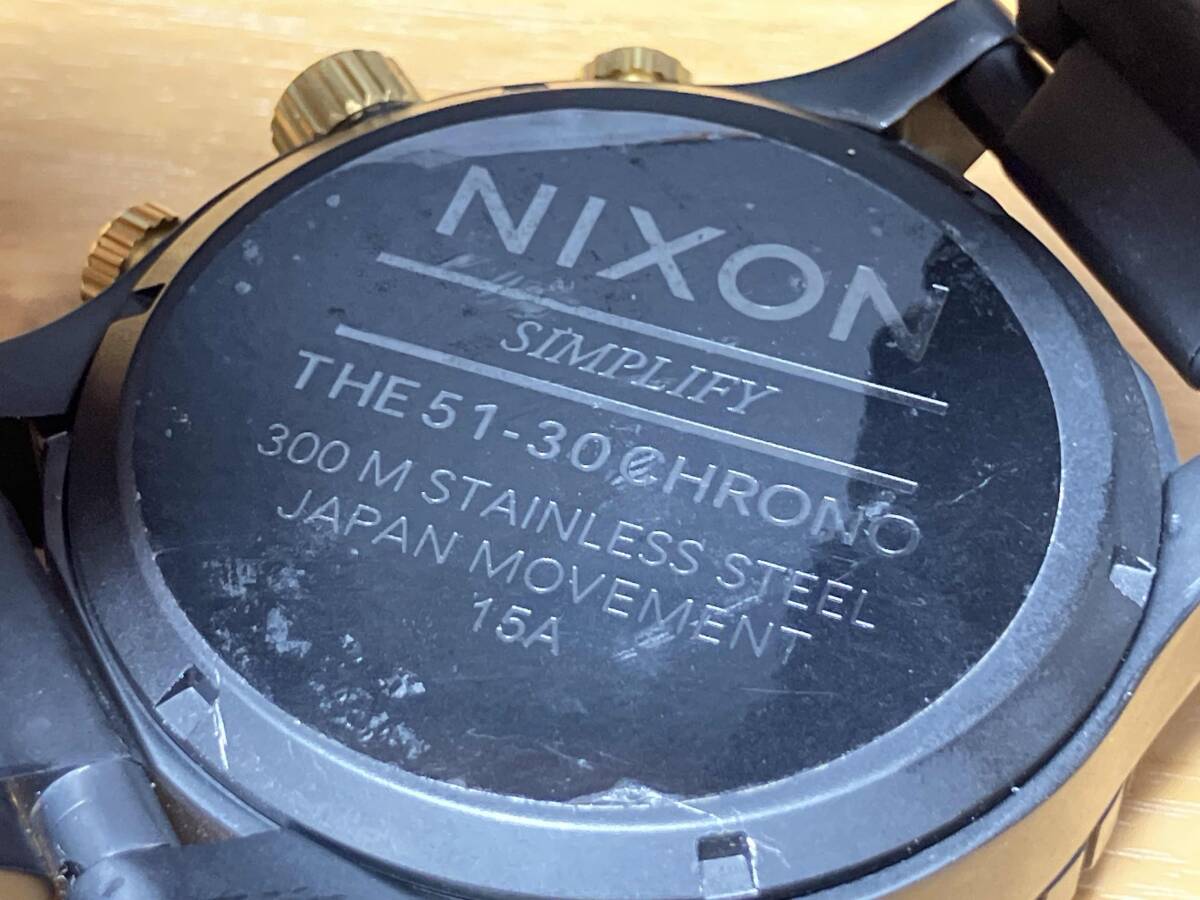 NIXON
SIMPLIFY
THE 51-30 CHRONO
300 M STAINLESS STEEL
JAPAN MOVEMENT
15A